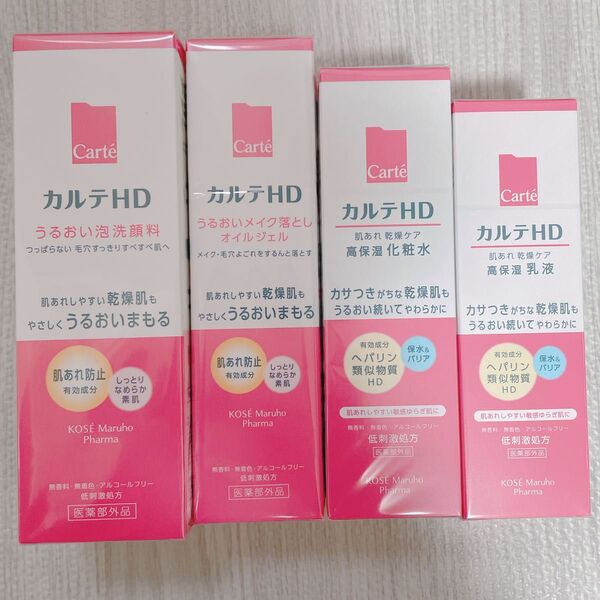 Carté
カルテHD
うるおい泡洗顔料
つっぱらない 毛穴すっきりすべすべ肌へ
肌あれしやすい乾燥肌も
やさしくうるおいまもる
肌あれ防止
有効成分
しっとり
なめらか
素肌
KOSÉ Maruho
Pharma
無香料・無着色・アルコールフリー
低刺激処方
医薬部外品
Carté
カルテHD
うるおいメイク落とし
オイルジェル
メイク・毛穴よごれをするんと落とす
肌あれしやすい乾燥肌も
やさしくうるおいまもる
肌あれ防止
有効成分
しっとり
なめらか
素肌
KOSÉ Maruho
Pharma
無香料・無着色・アルコールフリー
低刺激処方
医薬部外品
Carté
カルテHD
肌あれ 乾燥ケア
高保湿 化粧水
カサつきがちな乾燥肌も
うるおい続いてやわらかに
有効成分
ヘパリン
類似物質
HD
保水&
バリア
肌あれしやすい敏感ゆらぎ肌に
無香料・無着色・アルコールフリー
低刺激処方
医薬部外品
KOSÉ Maruho
Pharma
Carté
カルテHD
肌あれ 乾燥ケア
高保湿 乳液
カサつきがちな乾燥肌も
うるおい続いてやわらかに
有効成分
ヘパリン
類似物質
HD
保水&
バリア
肌あれしやすい敏感ゆらぎ肌に
無香料・無着色・アルコールフリー
低刺激処方
医薬部外品
KOSÉ Maruho
Pharma